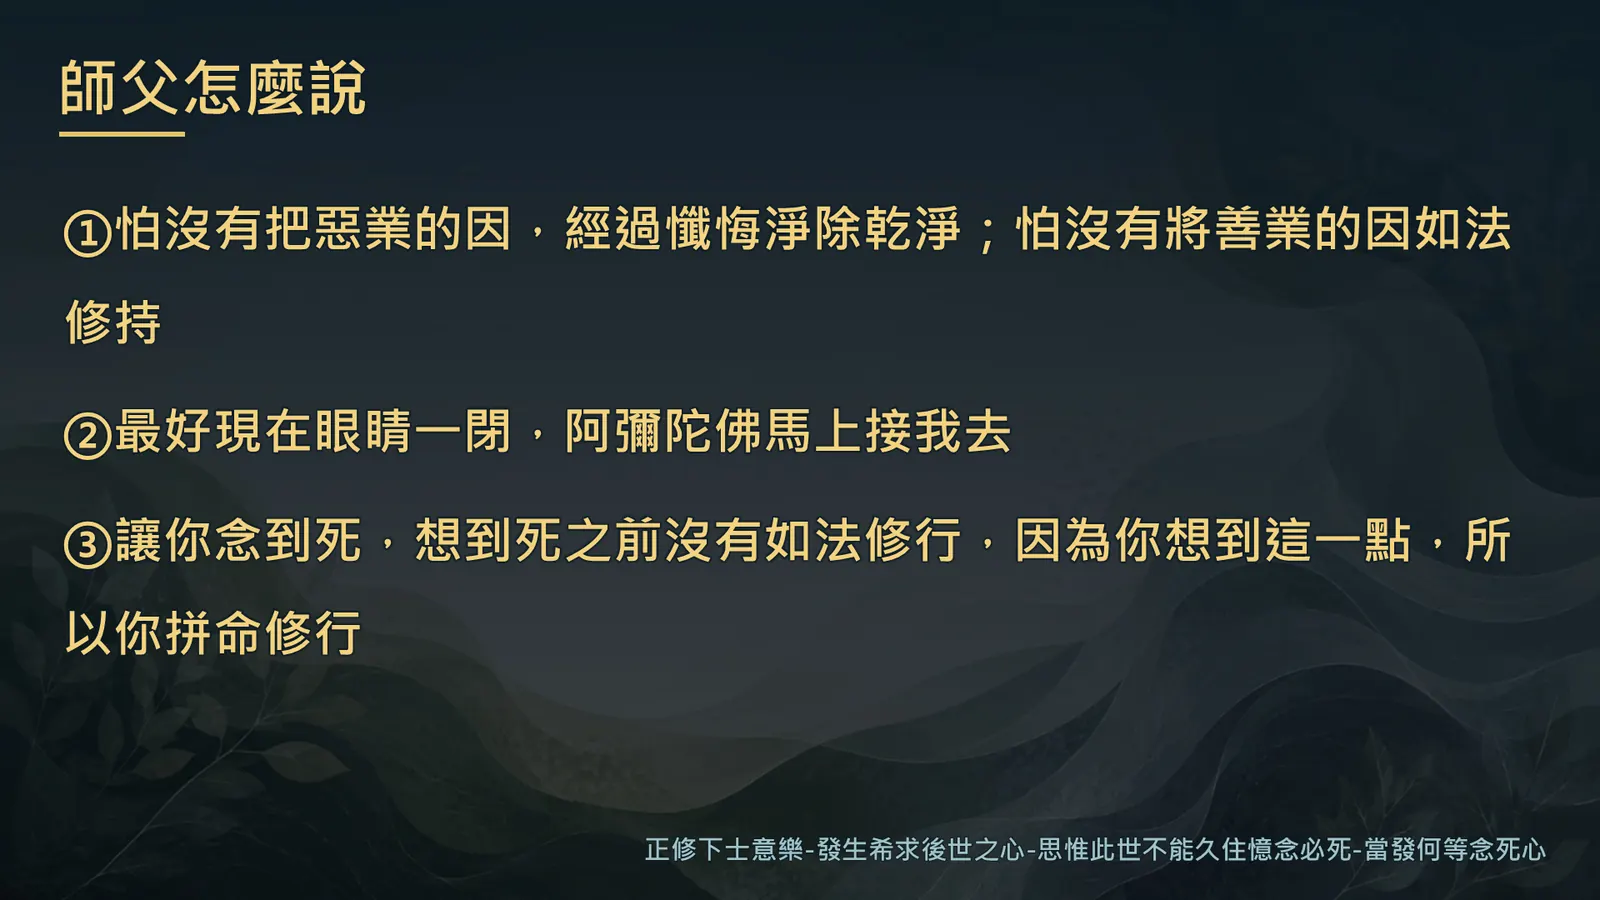 師父怎麼說
①怕沒有把惡業的因，經過懺悔淨除乾淨；怕沒有將善業的因如法
修持
②最好現在眼睛一閉，阿彌陀佛馬上接我去
③讓你念到死，想到死之前沒有如法修行，因為你想到這一點，所
以你拼命修行
正修下士意樂-發生希求後世之心-思惟此世不能久住憶念必死-當發何等念死心